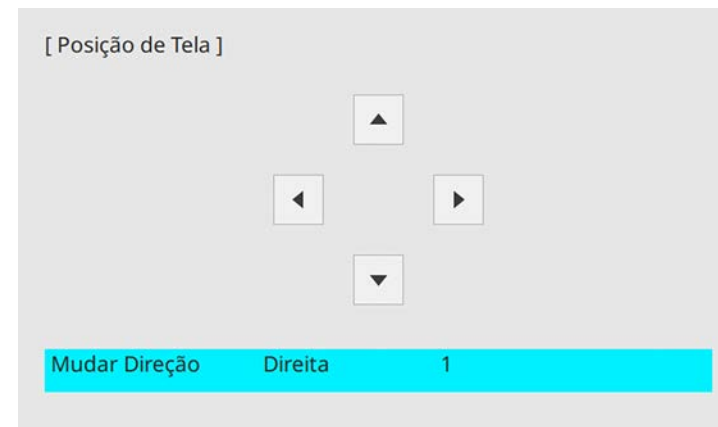 [ Posição de Tela ]
Mudar Direção Direita 1